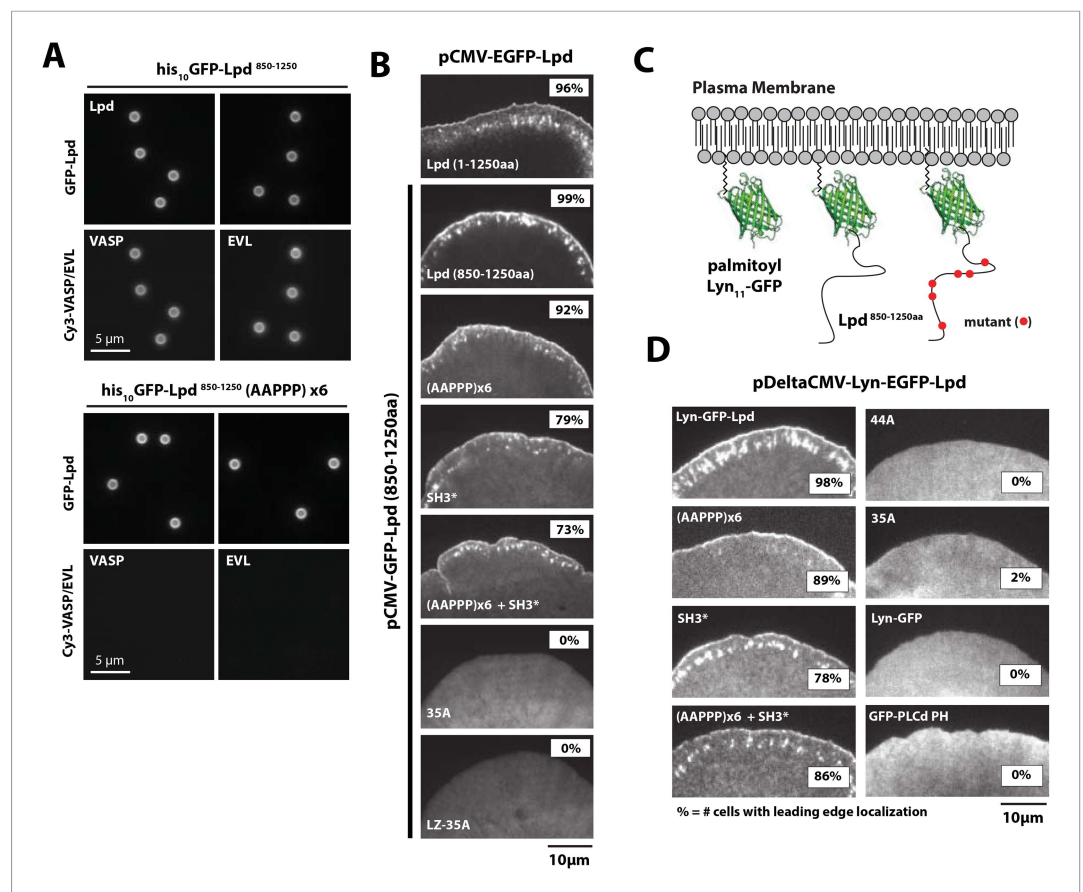 A
his10GFP-Lpd 850-1250
Lpd
GFP-Lpd
VASP
EVL
Cy3-VASP/EVL
5 μm
his10GFP-Lpd 850-1250 (AAPPP) x6
GFP-Lpd
VASP
EVL
Cy3-VASP/EVL
5 μm
B
pCMV-EGFP-Lpd
96%
Lpd (1-1250aa)
pCMV-GFP-Lpd (850-1250aa)
99%
Lpd (850-1250aa)
92%
(AAPPP)x6
79%
SH3*
73%
(AAPPP)x6 + SH3*
0%
35A
0%
LZ-35A
10μm
C
Plasma Membrane
palmitoyl
Lyn11-GFP
Lpd 850-1250aa
mutant ( )
D
pDeltaCMV-Lyn-EGFP-Lpd
Lyn-GFP-Lpd
98%
44A
0%
(AAPPP)x6
89%
35A
2%
SH3*
78%
Lyn-GFP
0%
(AAPPP)x6 + SH3*
86%
GFP-PLCd PH
0%
% = # cells with leading edge localization
10μm